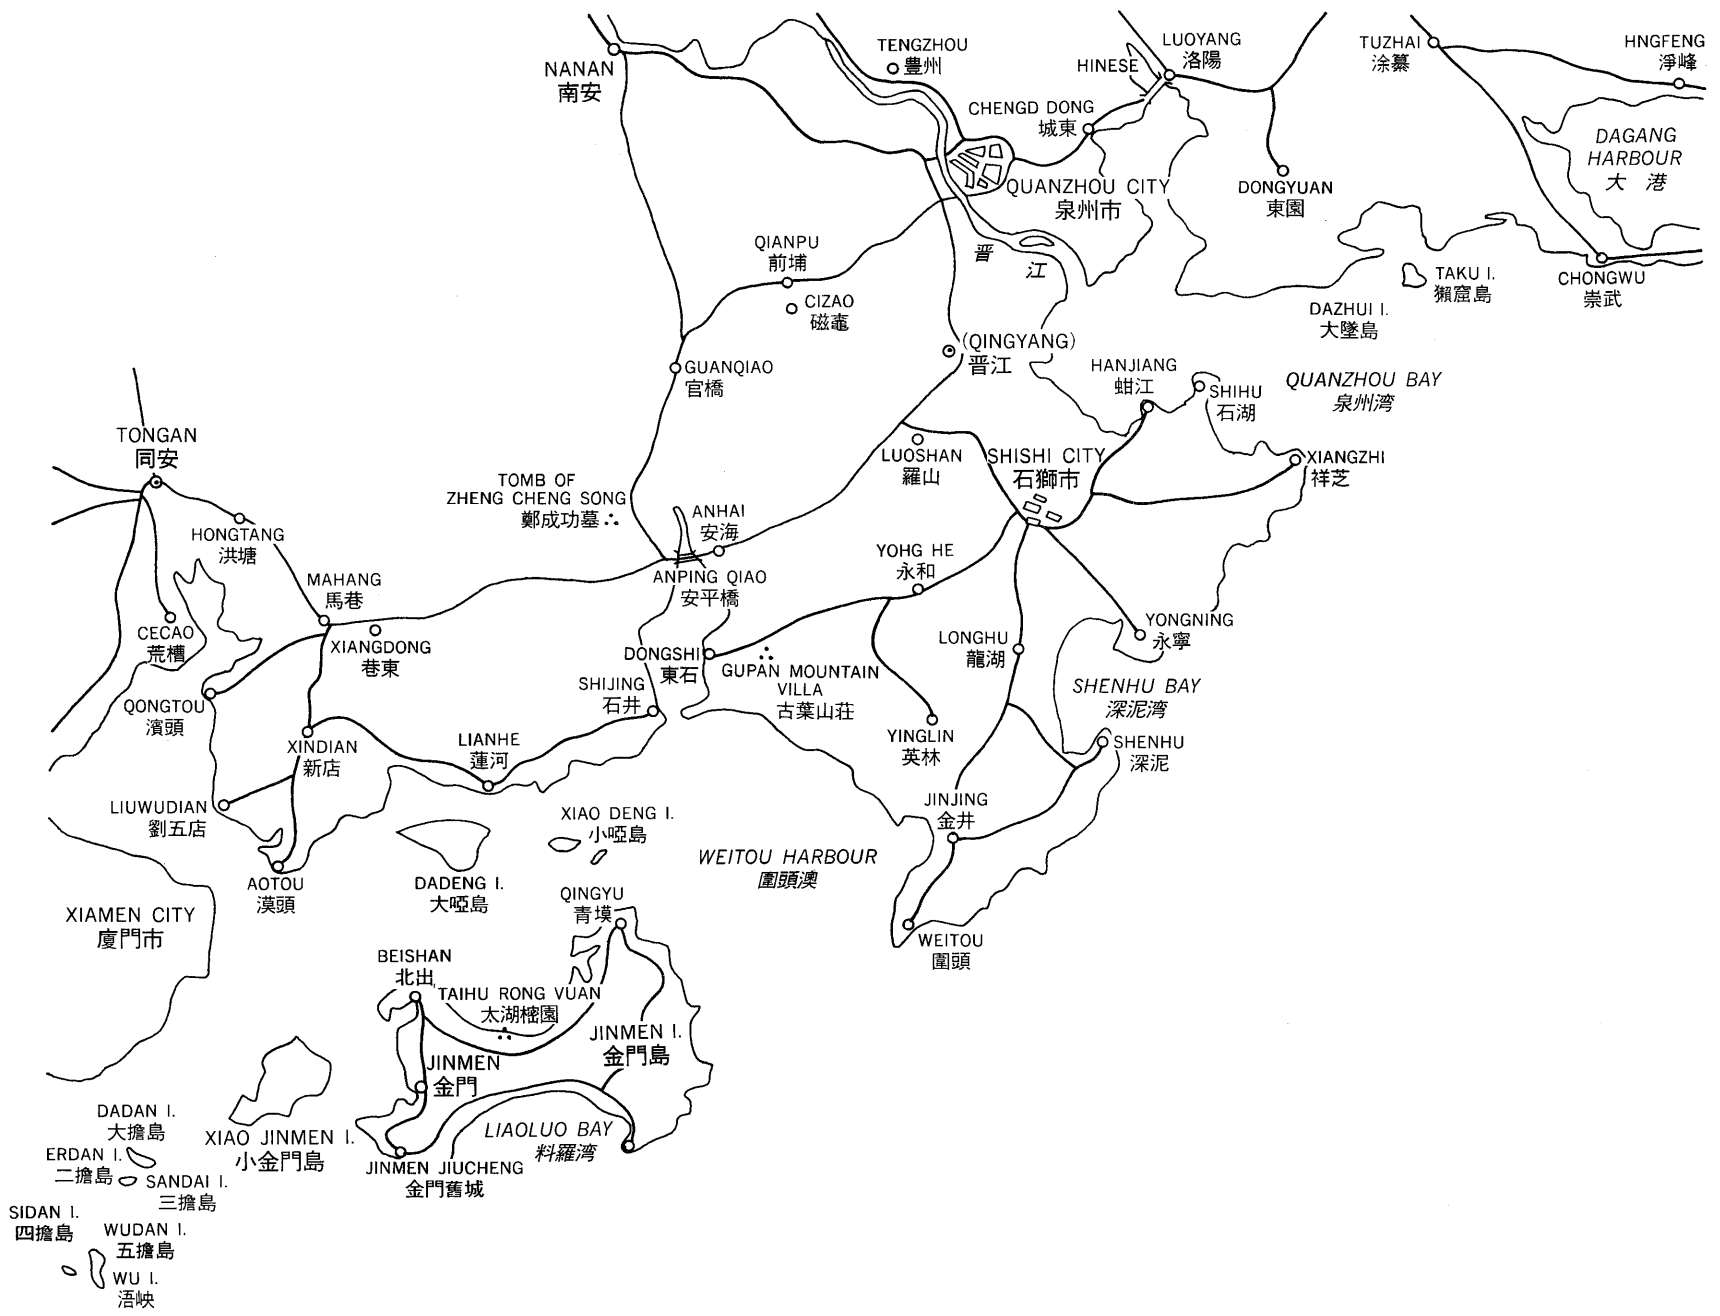 TENGZHOU
豊州
LUOYANG
洛陽
HINESE
TUZHAI
涂纂
HNGFENG
淨峰
NANAN
南安
CHENGD DONG
城東
DAGANG
HARBOUR
大 港
QUANZHOU CITY
泉州市
DONGYUAN
東園
QIANPU
前埔
晋
江
CIZAO
磁竈
TAKU I.
獺窟島
CHONGWU
崇武
DAZHUI I.
大墜島
(QINGYANG)
晋江
GUANQIAO
官橋
HANJIANG
蚶江
SHIHU
石湖
QUANZHOU BAY
泉州湾
TONGAN
同安
LUOSHAN
羅山
SHISHI CITY
石獅市
XIANGZHI
祥芝
TOMB OF
ZHENG CHENG SONG
鄭成功墓
ANHAI
安海
HONGTANG
洪塘
ANPING QIAO
安平橋
YOHG HE
永和
MAHANG
馬巷
CECAO
荒槽
XIANGDONG
巷東
YONGNING
永寧
DONGSHI
東石
LONGHU
龍湖
GUPAN MOUNTAIN
VILLA
古葉山荘
SHIJING
石井
SHENHU BAY
深泥湾
QONGTOU
濱頭
XINDIAN
新店
LIANHE
蓮河
YINGLIN
英林
SHENHU
深泥
LIUWUDIAN
劉五店
XIAO DENG I.
小啞島
JINJING
金井
WEITOU HARBOUR
圍頭澳
AOTOU
漠頭
DADENG I.
大啞島
QINGYU
青塻
XIAMEN CITY
廈門市
WEITOU
圍頭
BEISHAN
北出
TAIHU RONG VUAN
太湖榕園
JINMEN I.
金門島
JINMEN
金門
DADAN I.
大擔島
XIAO JINMEN I.
小金門島
LIAOLUO BAY
料羅湾
ERDAN I.
二擔島
SANDAI I.
三擔島
JINMEN JIUCHENG
金門舊城
SIDAN I.
四擔島
WUDAN I.
五擔島
WU I.
浯峡